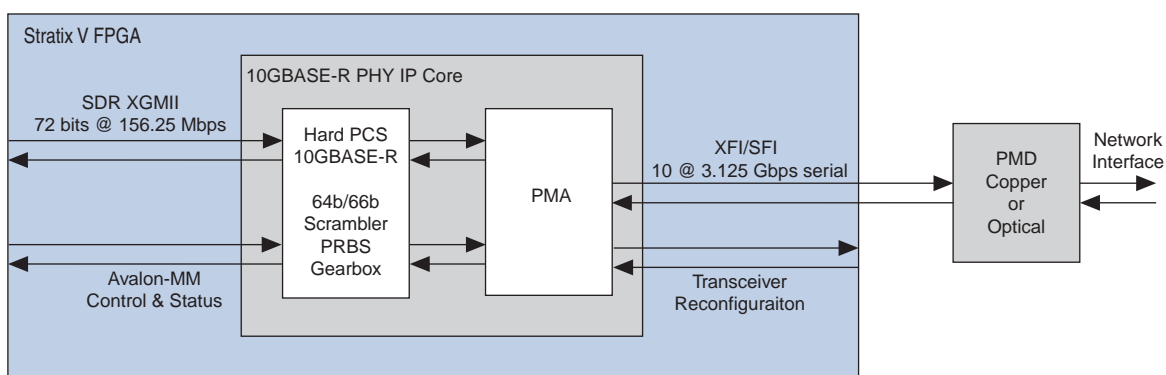 Stratix V FPGA
10GBASE-R PHY IP Core
SDR XGMII
72 bits @ 156.25 Mbps
Hard PCS
10GBASE-R
64b/66b
Scrambler
PRBS
Gearbox
Avalon-MM
Control & Status
PMA
XFI/SFI
10 @ 3.125 Gbps serial
Transceiver
Reconfiguraiton
PMD
Copper
or
Optical
Network
Interface